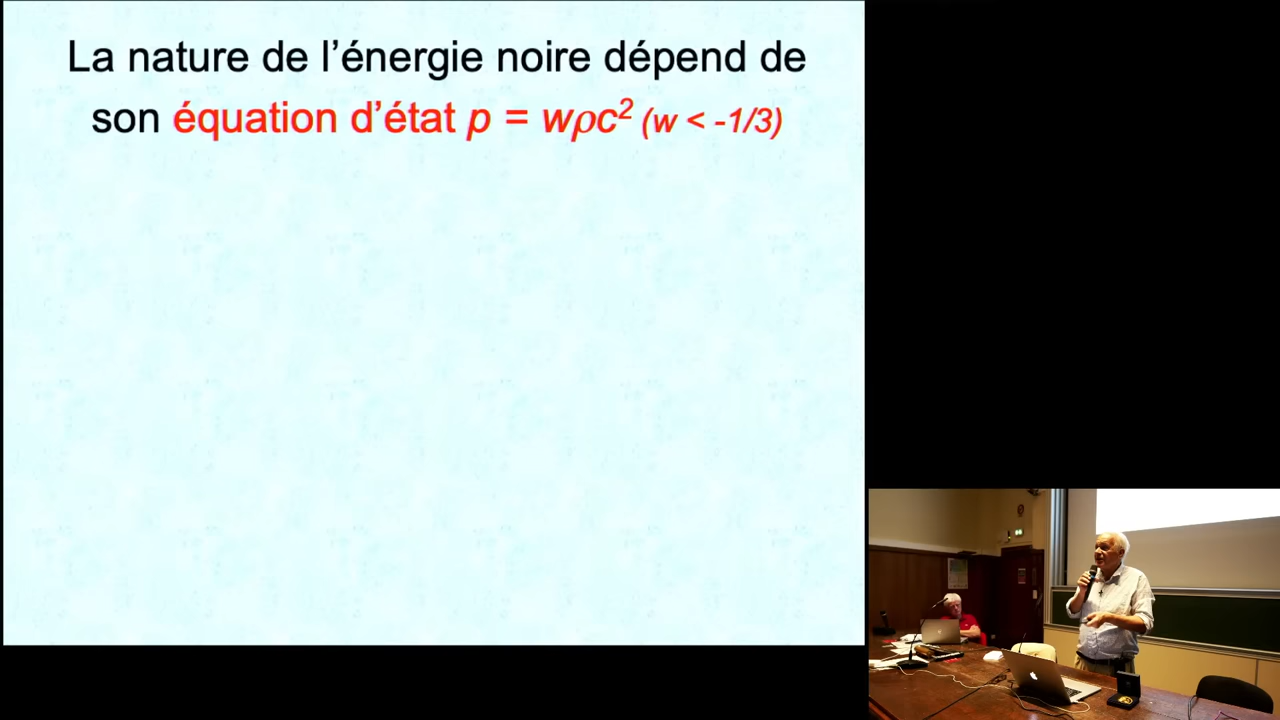 La nature de l’énergie noire dépend de
son équation d’état p = wρc² (w < -1/3)